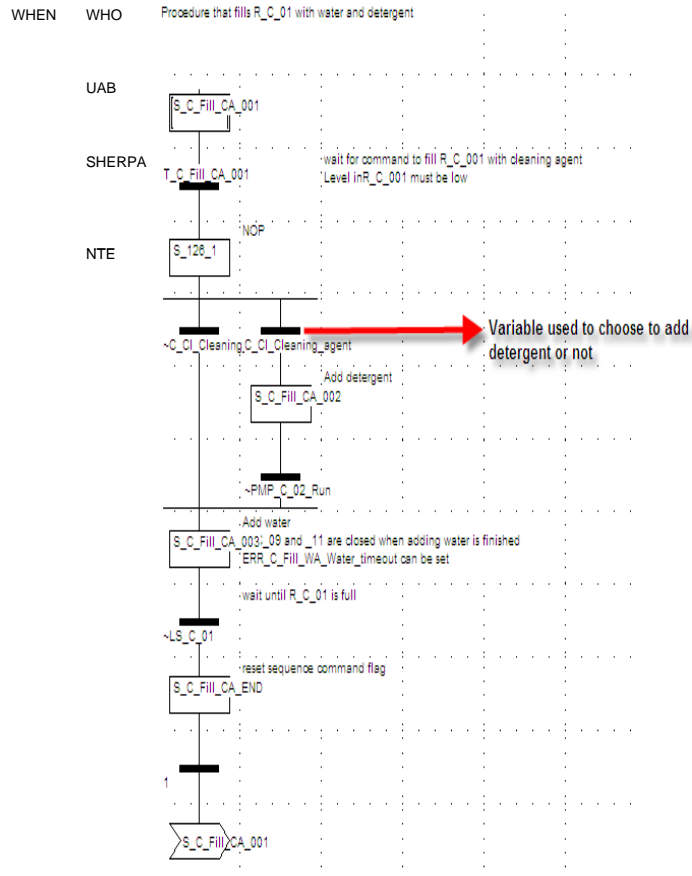 WHEN WHO Procedure that fills R_C_01 with water and detergent
UAB
S_C_Fill_CA_001
SHERPA
T_C_Fill_CA_001
wait for command to fill R_C_001 with cleaning agent
Level inR_C_001 must be low
NOP
NTE
S_126_1
~C_CI_Cleaning C_CI_Cleaning_agent
Variable used to choose to add
detergent or not
Add detergent
S_C_Fill_CA_002
~PMP_C_02_Run
Add water
S_C_Fill_CA_003 _09 and _11 are closed when adding water is finished
ERR_C_Fill_WA_Water_timeout can be set
wait until R_C_01 is full
~LS_C_01
reset sequence command flag
S_C_Fill_CA_END
1
S_C_Fill_CA_001